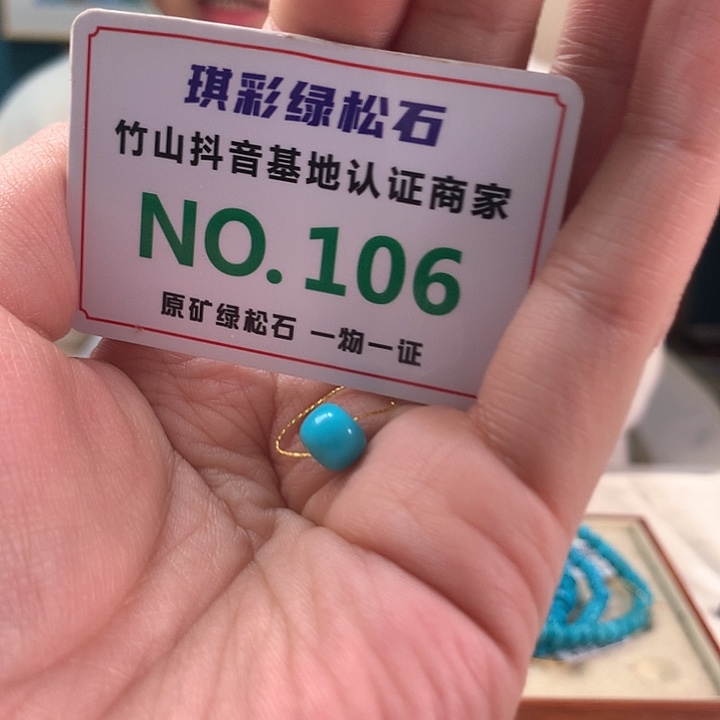 琪彩绿松石
竹山抖音基地认证商家
NO.106
原矿绿松石 一物一证